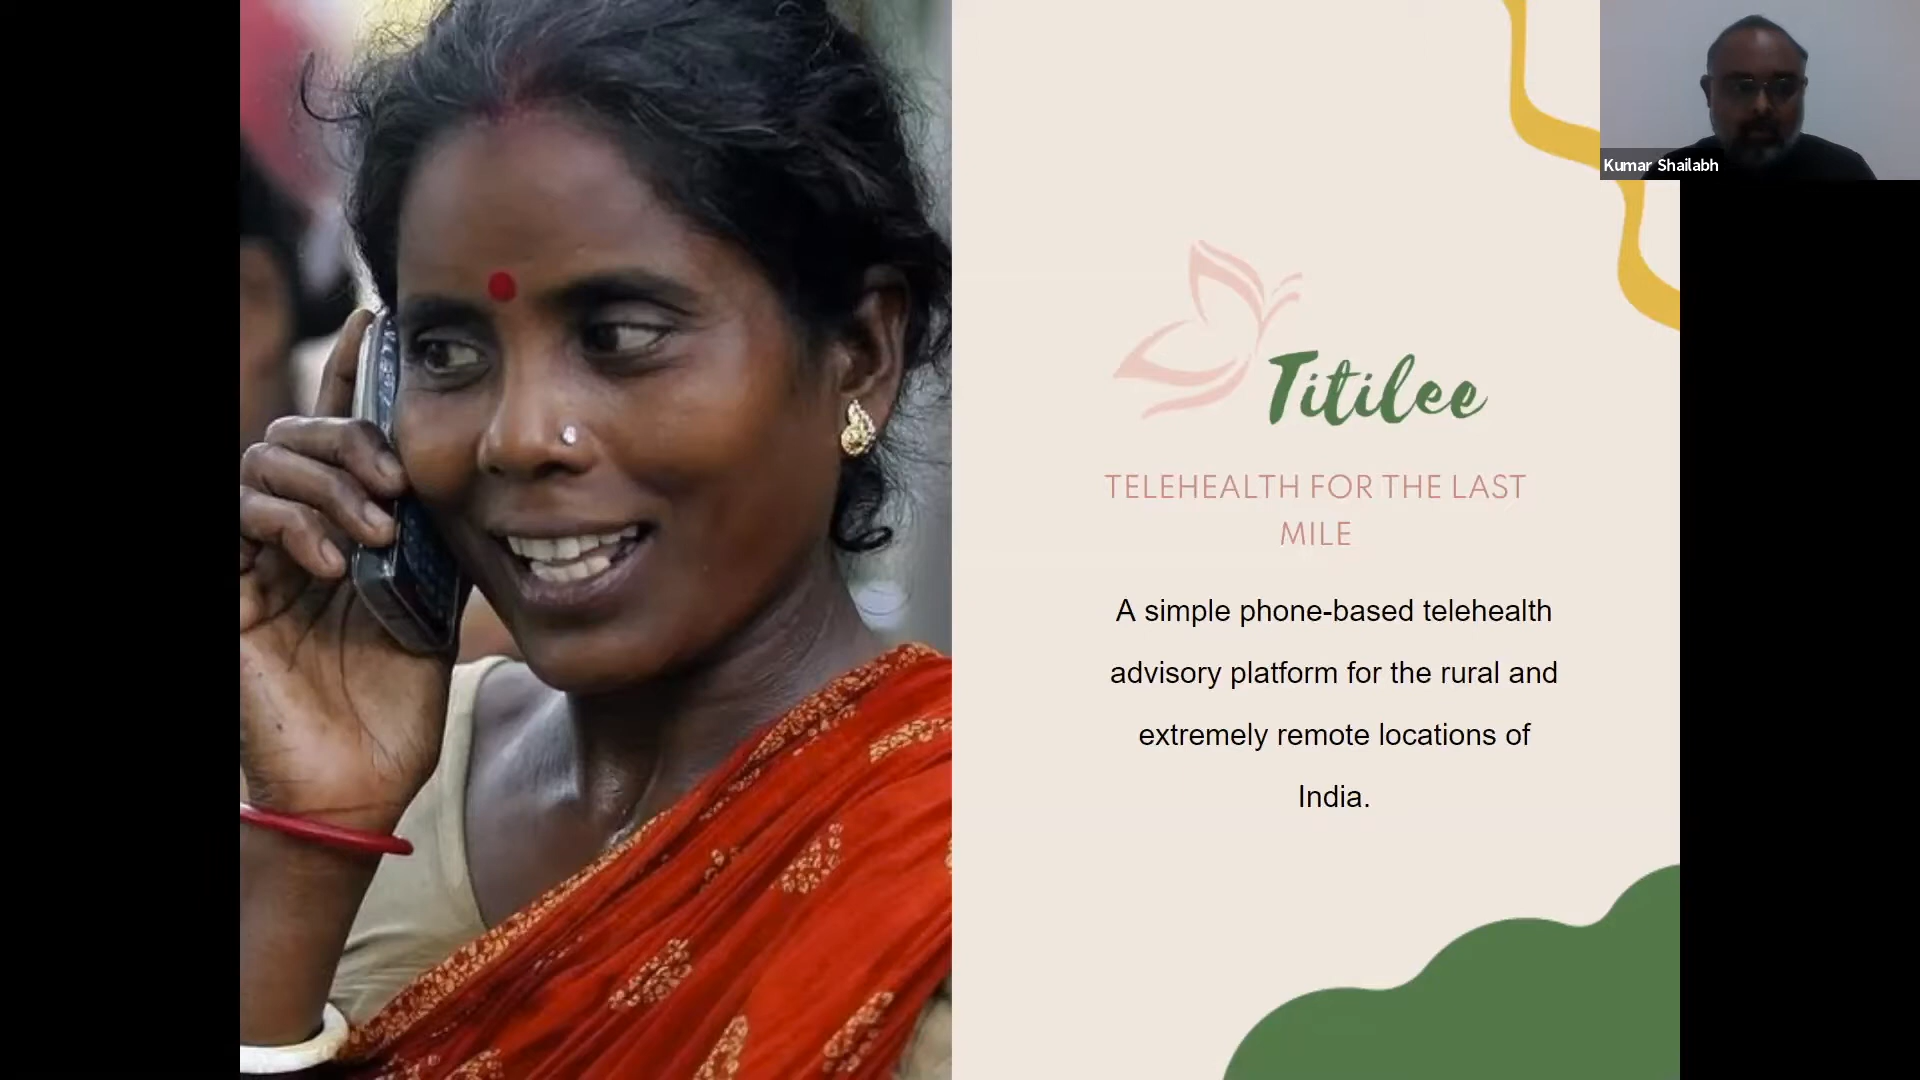 Kumar Shailabh
Titilee
TELEHEALTH FOR THE LAST
MILE
A simple phone-based telehealth
advisory platform for the rural and
extremely remote locations of
India.